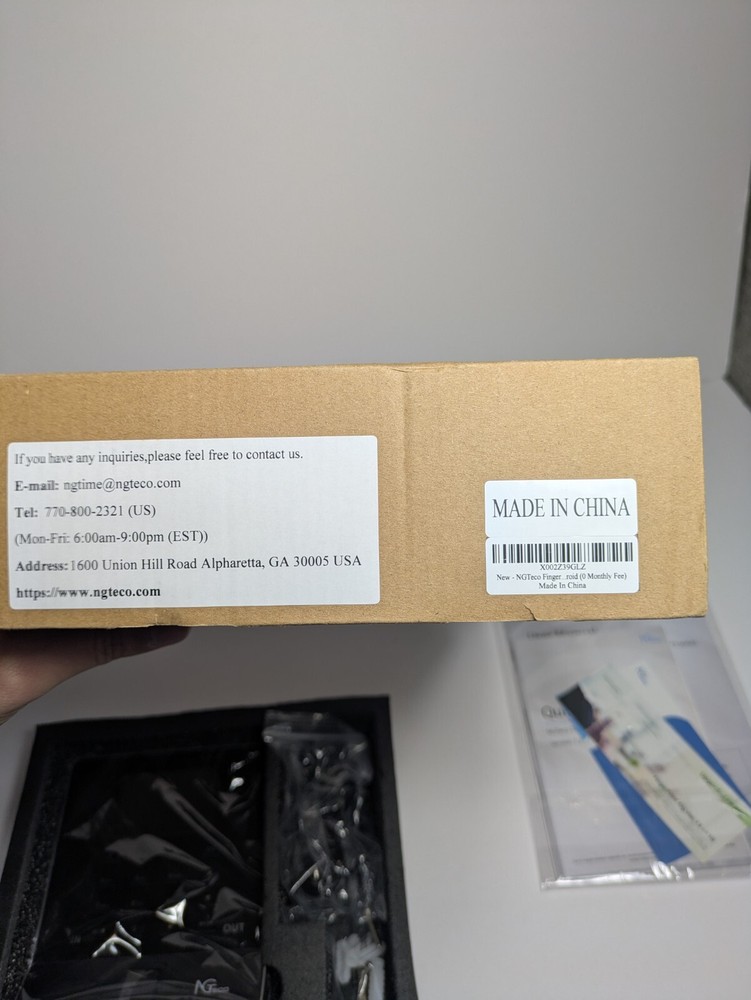 If you have any inquiries,please feel free to contact us.
E-mail: ngtime@ngteco.com
Tel: 770-800-2321 (US)
(Mon-Fri: 6:00am-9:00pm (EST))
Address:1600 Union Hill Road Alpharetta, GA 30005 USA
https://www.ngteco.com
MADE IN CHINA
X002Z39GLZ
New - NGTeco Finger...roid (0 Monthly Fee)
Made In China
OUT
NGTeco